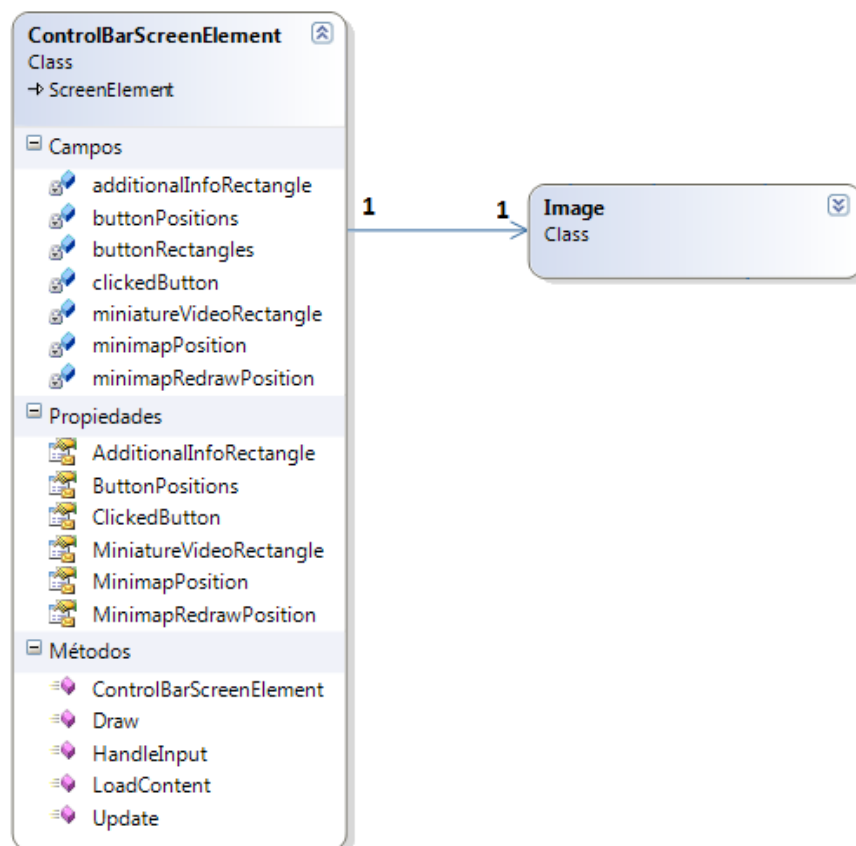 ControlBarScreenElement
Class
ScreenElement
Campos
additionalInfoRectangle
buttonPositions
buttonRectangles
clickedButton
miniatureVideoRectangle
minimapPosition
minimapRedrawPosition
Propiedades
AdditionalInfoRectangle
ButtonPositions
ClickedButton
MiniatureVideoRectangle
MinimapPosition
MinimapRedrawPosition
Métodos
ControlBarScreenElement
Draw
HandleInput
LoadContent
Update
1
1
Image
Class